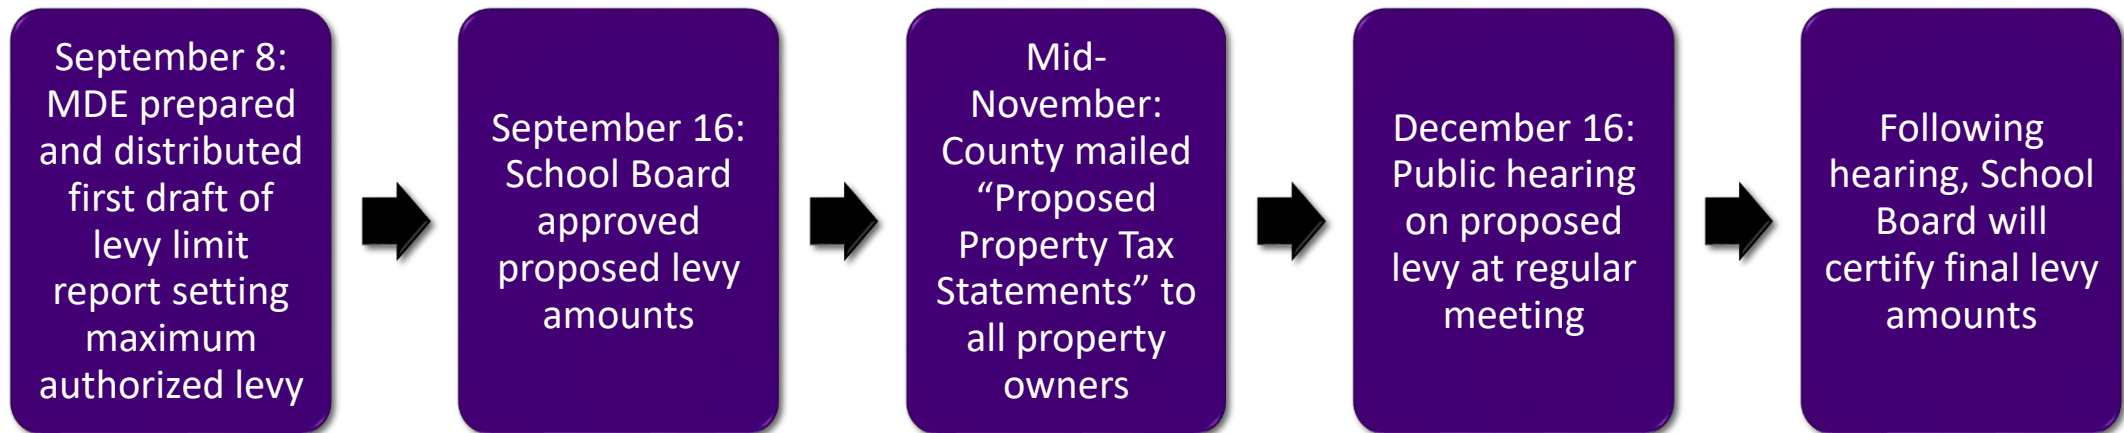 September 8:
MDE prepared
and distributed
first draft of
levy limit
report setting
maximum
authorized levy
September 16:
School Board
approved
proposed levy
amounts
Mid-
November:
County mailed
“Proposed
Property Tax
Statements” to
all property
owners
December 16:
Public hearing
on proposed
levy at regular
meeting
Following
hearing, School
Board will
certify final levy
amounts